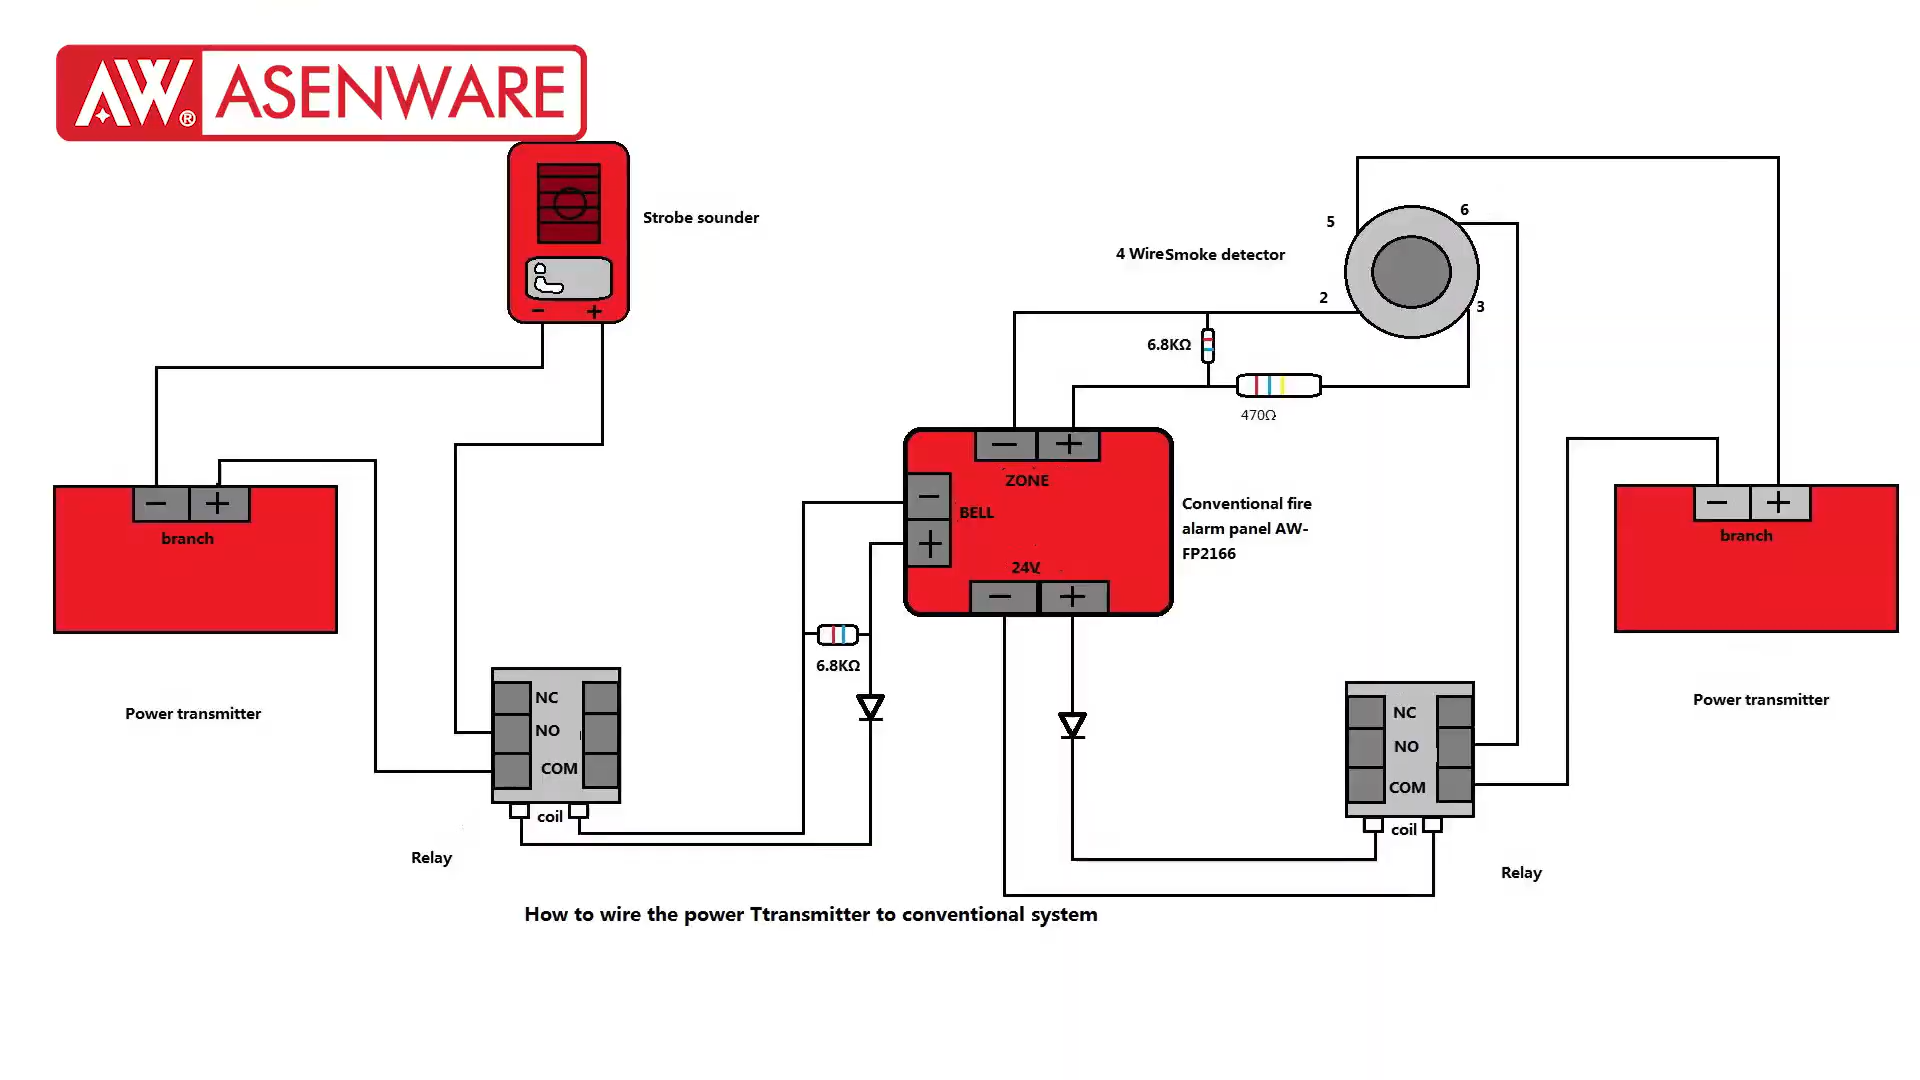 AW® ASENWARE
Strobe sounder
− +
5
6
4 Wire Smoke detector
2
3
6.8KΩ
470Ω
− +
ZONE
− +
branch
−
BELL
+
24V
− +
Conventional fire
alarm panel AW-
FP2166
− +
branch
6.8KΩ
Power transmitter
NC
NO
COM
coil
Relay
NC
NO
COM
coil
Relay
Power transmitter
How to wire the power Ttransmitter to conventional system